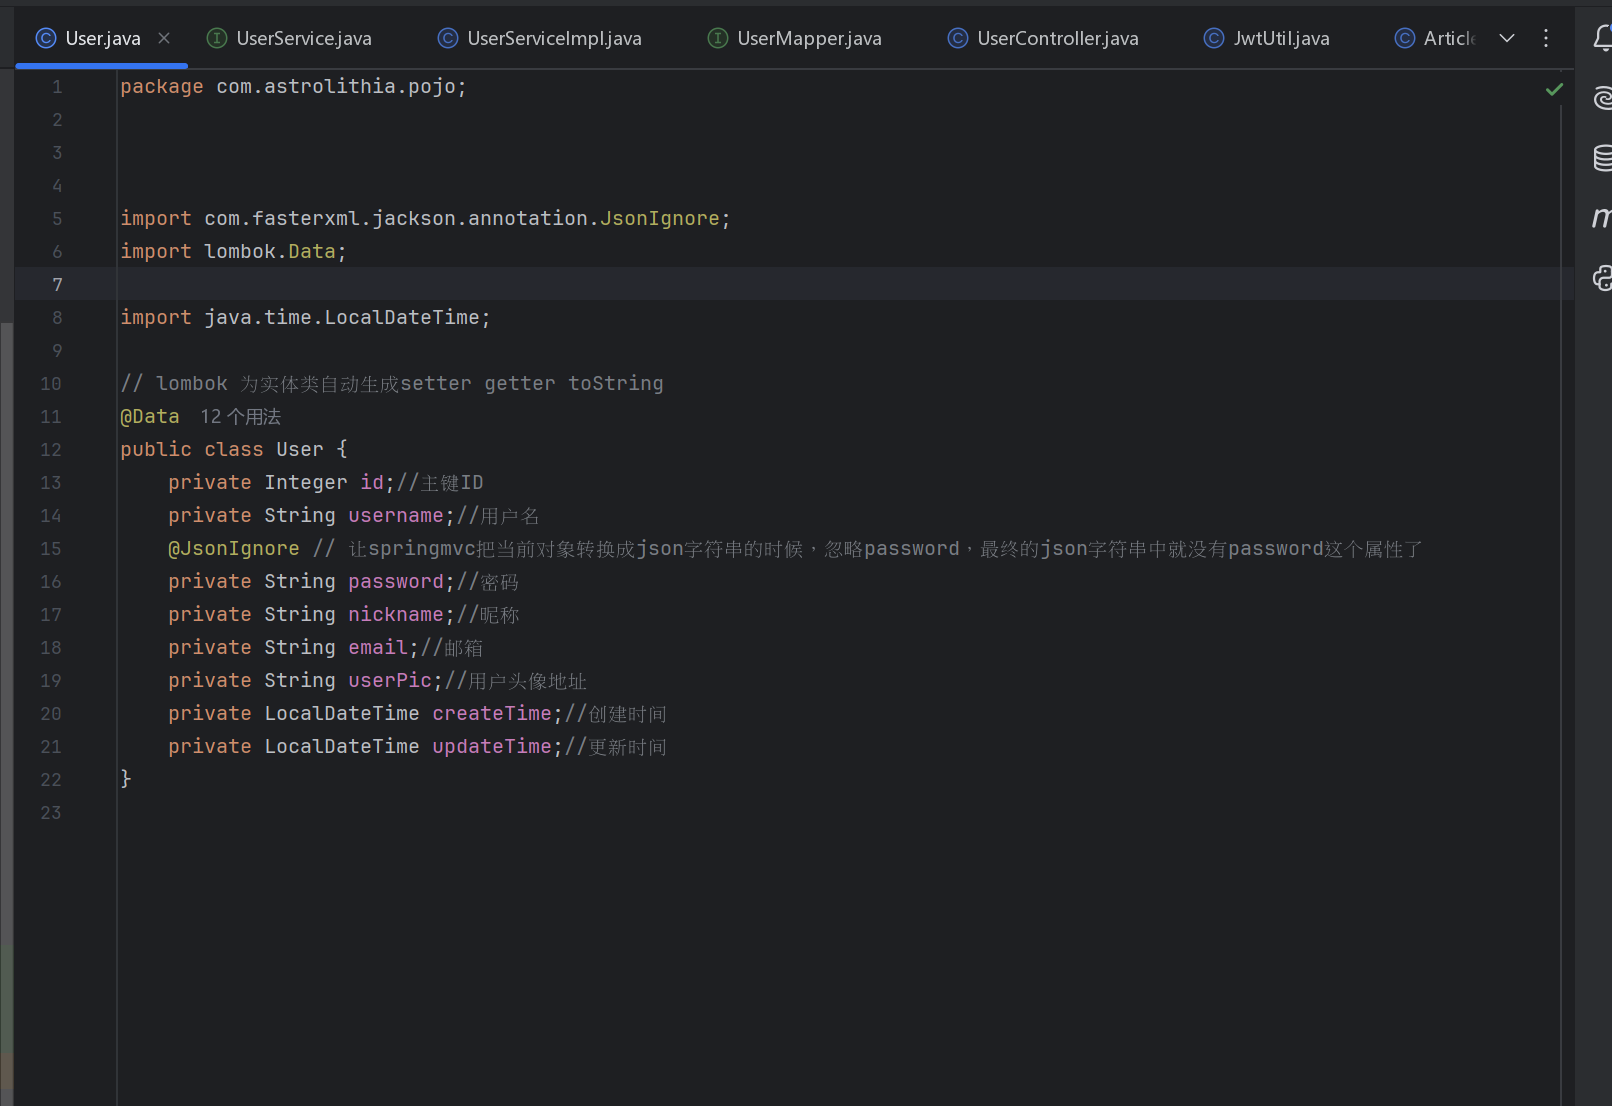 User.java UserService.java UserServiceImpl.java UserMapper.java UserController.java JwtUtil.java Article
1 package com.astrolithia.pojo;
2
3
4
5 import com.fasterxml.jackson.annotation.JsonIgnore;
6 import lombok.Data;
7
8 import java.time.LocalDateTime;
9
10 // lombok 为实体类自动生成setter getter toString
11 @Data 12 个用法
12 public class User {
13 private Integer id;//主键ID
14 private String username;//用户名
15 @JsonIgnore // 让springmvc把当前对象转换成json字符串的时候，忽略password，最终的json字符串中就没有password这个属性了
16 private String password;//密码
17 private String nickname;//昵称
18 private String email;//邮箱
19 private String userPic;//用户头像地址
20 private LocalDateTime createTime;//创建时间
21 private LocalDateTime updateTime;//更新时间
22 }
23